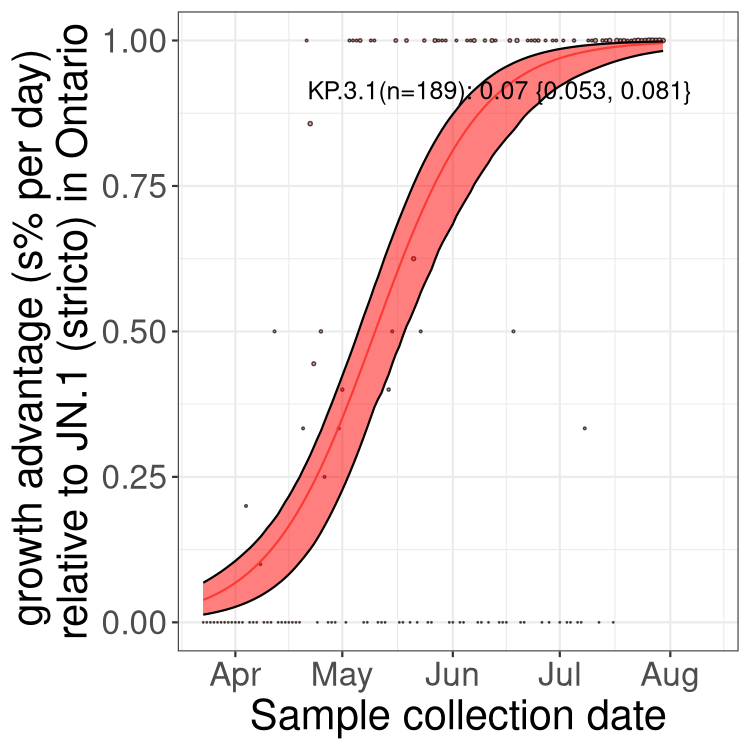 growth advantage (s% per day)
relative to JN.1 (stricto) in Ontario
1.00
0.75
0.50
0.25
0.00
KP.3.1(n=189): 0.07 {0.053, 0.081}
Apr May Jun Jul Aug
Sample collection date